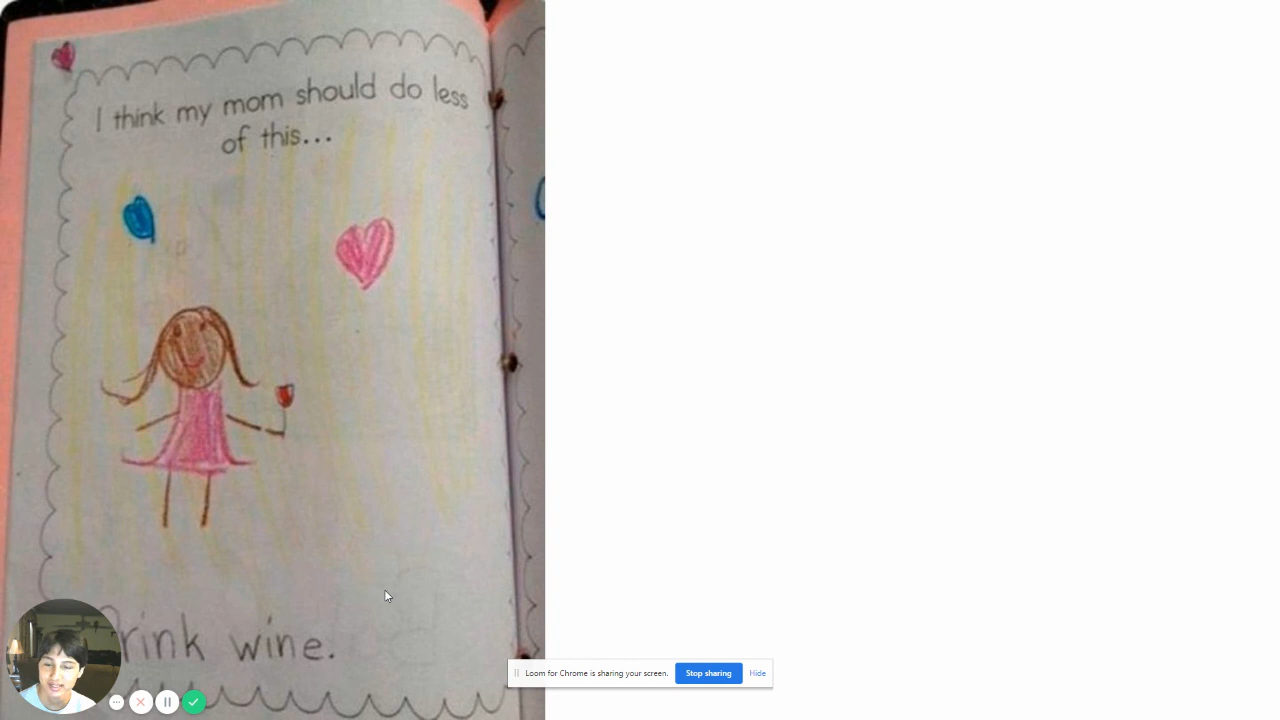 I think my mom should do less
of this...
rink wine.
Loom for Chrome is sharing your screen. Stop sharing Hide